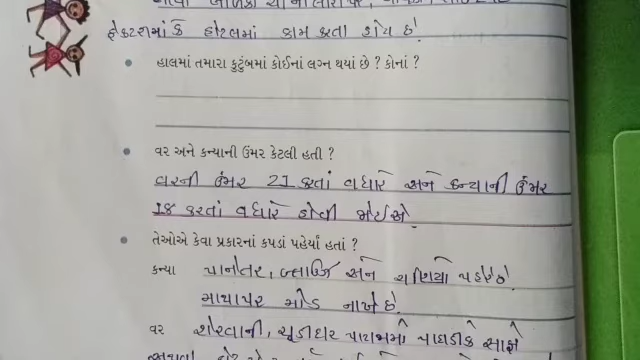 ફેક્ટરીમાં કે હોટલમાં કામ કરતા હોય છે.
હાલમાં તમારા કુટુંબમાં કોઈનાં લગ્ન થયાં છે ? કોનાં ?
વર અને કન્યાની ઉંમર કેટલી હતી ?
વરની ઉંમર 21 કરતાં વધારે અને કન્યાની ઉંમર
18 કરતાં વધારે હોવી જોઈએ.
તેઓએ કેવા પ્રકારનાં કપડાં પહેર્યાં હતાં ?
કન્યા પાનેતર, બ્લાઉઝ અને ચણિયો પહેરે છે.
માથાપર મોડ નાખે છે.
વર શેરવાની, ચૂડીદાર પાયજામો પાઘડી કે સાફો